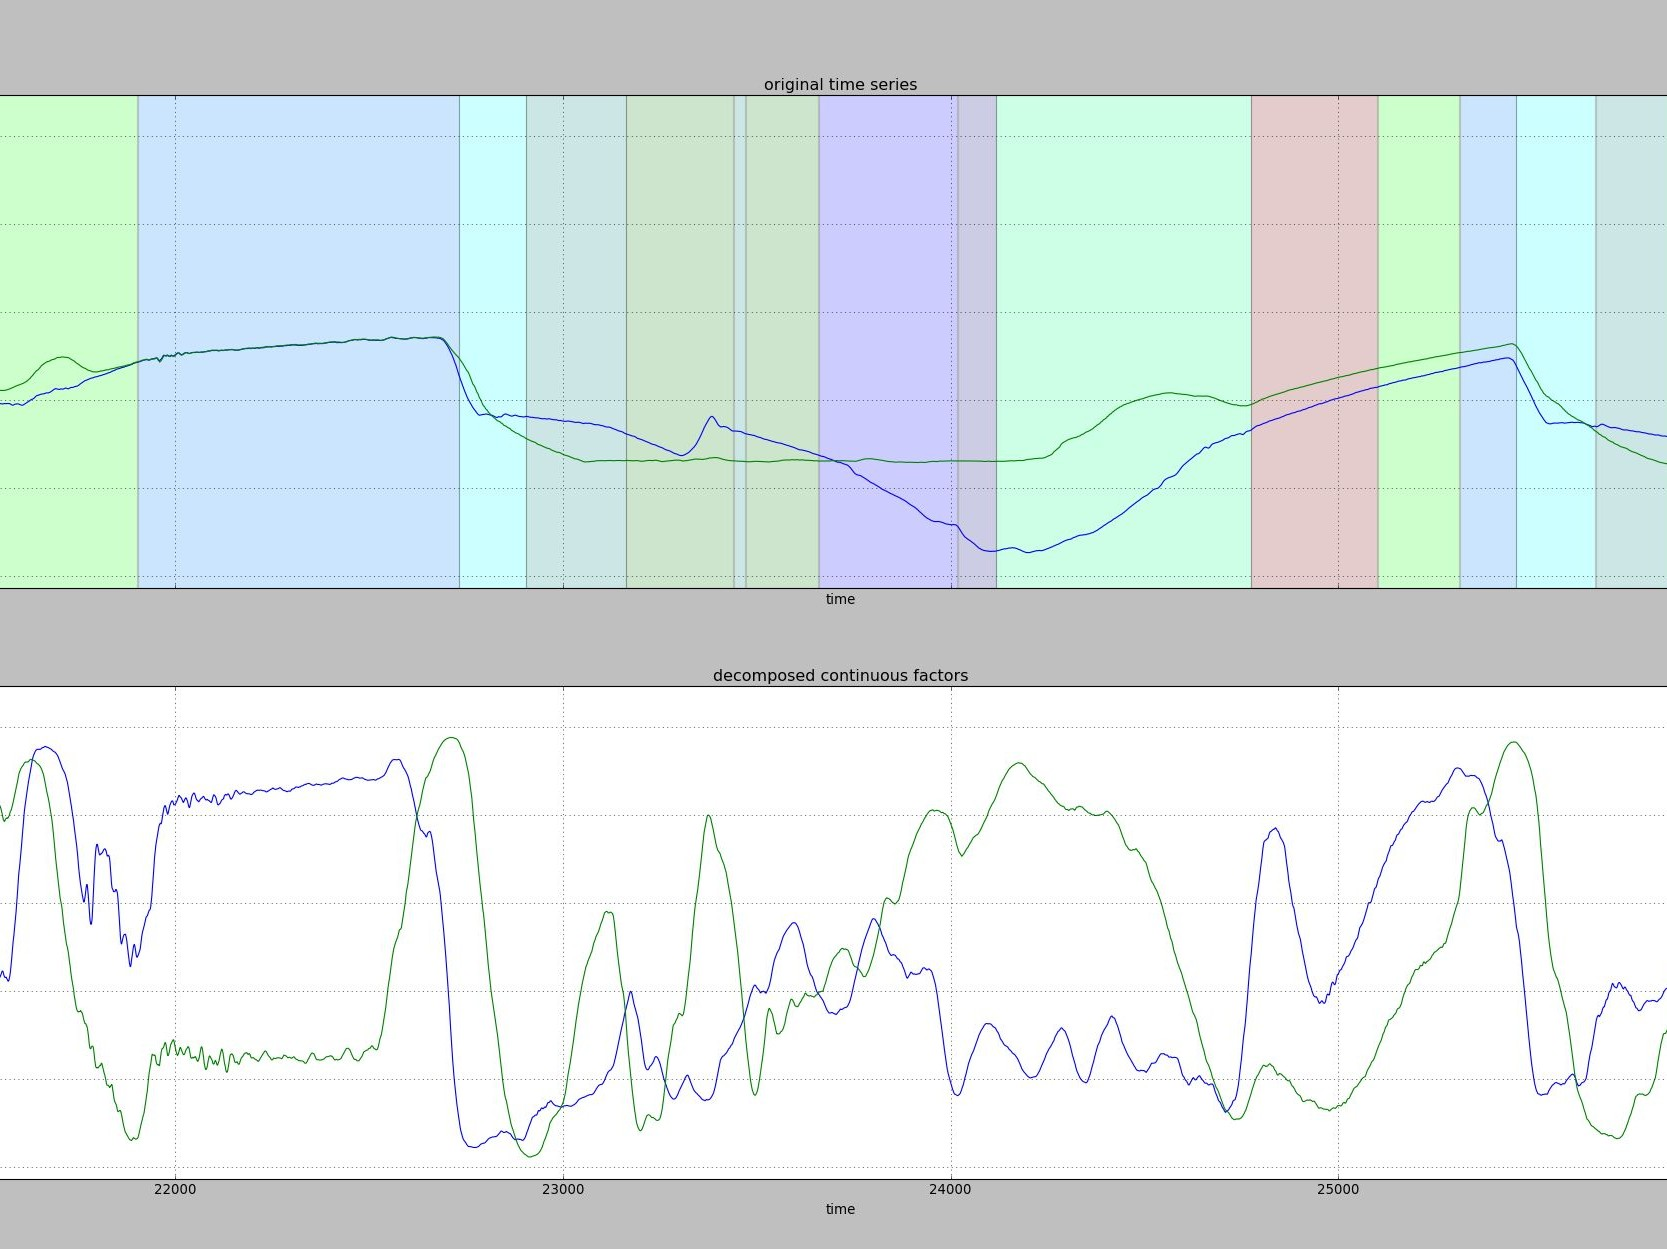 original time series
time
decomposed continuous factors
22000 23000 24000 25000
time